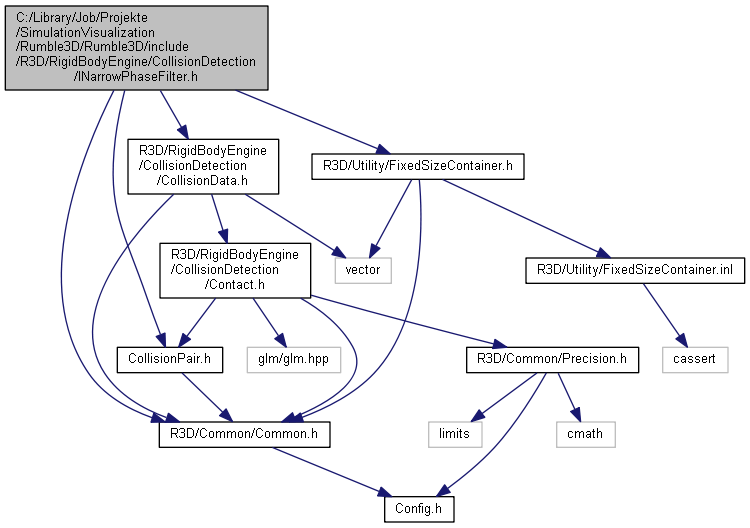 C:/Library/Job/Projekte
/SimulationVisualization
/Rumble3D/Rumble3D/include
/R3D/RigidBodyEngine/CollisionDetection
/INarrowPhaseFilter.h
R3D/RigidBodyEngine
/CollisionDetection
/CollisionData.h
R3D/Utility/FixedSizeContainer.h
R3D/RigidBodyEngine
/CollisionDetection
/Contact.h
vector
R3D/Utility/FixedSizeContainer.inl
CollisionPair.h
glm/glm.hpp
R3D/Common/Precision.h
cassert
R3D/Common/Common.h
limits
cmath
Config.h